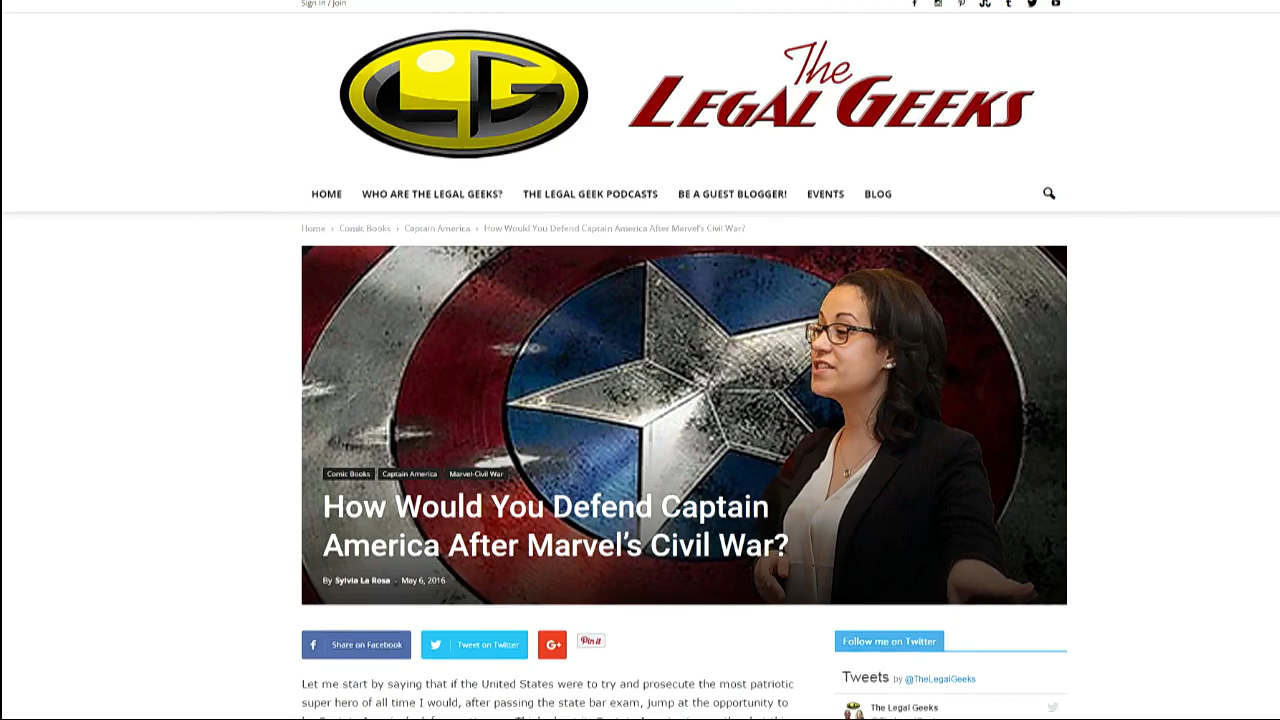 Sign in / Join
LG
The
LEGAL GEEKS
HOME WHO ARE THE LEGAL GEEKS? THE LEGAL GEEK PODCASTS BE A GUEST BLOGGER! EVENTS BLOG
Home › Comic Books › Captain America › How Would You Defend Captain America After Marvel's Civil War?
Comic Books Captain America Marvel-Civil War
How Would You Defend Captain
America After Marvel's Civil War?
By Sylvia La Rosa - May 6, 2016
Share on Facebook Tweet on Twitter G+ Pin it
Follow me on Twitter
Let me start by saying that if the United States were to try and prosecute the most patriotic
super hero of all time I would, after passing the state bar exam, jump at the opportunity to
Tweets by @TheLegalGeeks
The Legal Geeks